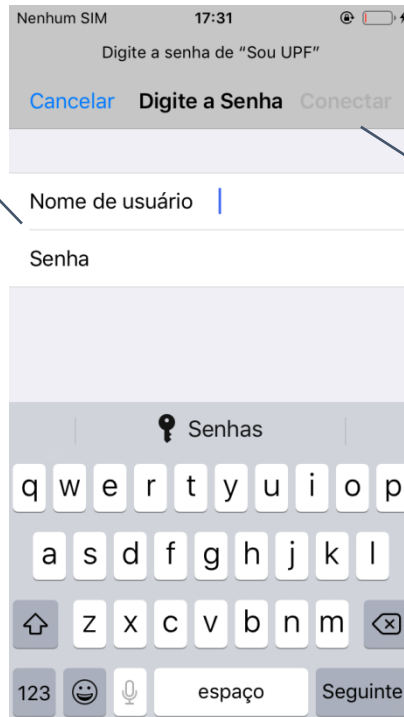 Nenhum SIM 17:31
Digite a senha de “Sou UPF”
Cancelar Digite a Senha Conectar
Nome de usuário
Senha
Senhas
q w e r t y u i o p
a s d f g h j k l
z x c v b n m
123 espaço Seguinte